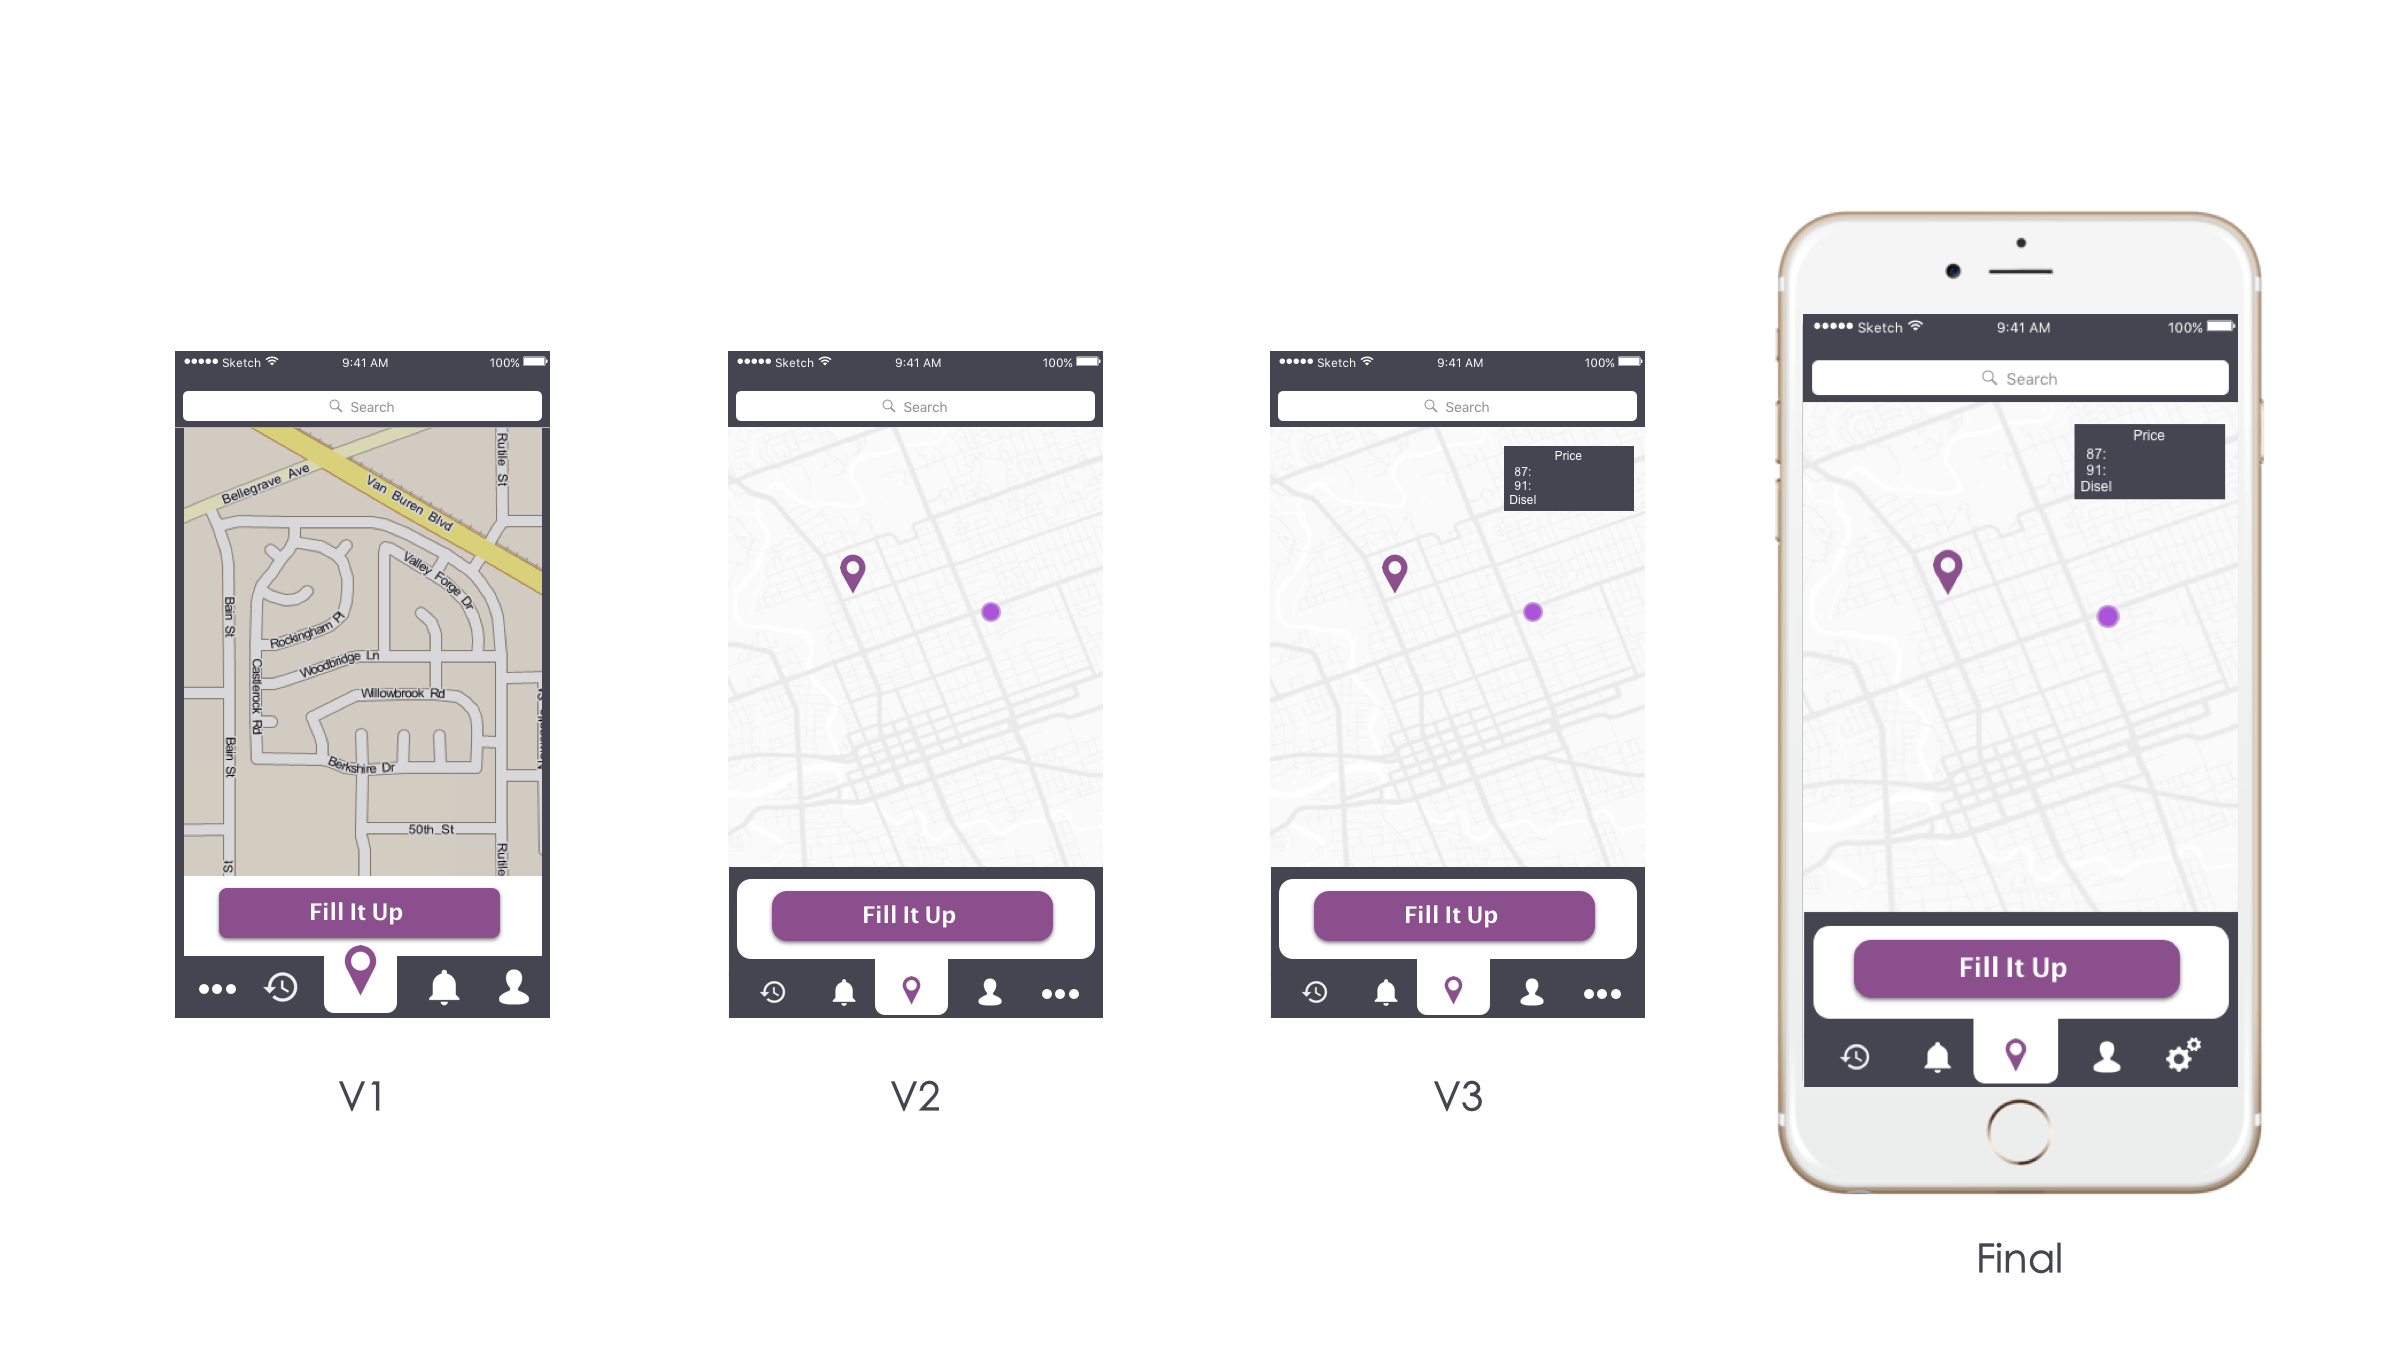 Sketch 9:41 AM 100%
Search
Bellegrave Ave
Van Buren Blvd
Rutile St
Valley Forge Dr
Bain St
Rockingham Pl
Woodbridge Ln
Castlerock Rd
Willowbrook Rd
Bain St
Berkshire Dr
50th St
Rutile
Fill It Up
V1
Sketch 9:41 AM 100%
Search
Fill It Up
V2
Sketch 9:41 AM 100%
Search
Price
87:
91:
Disel
Fill It Up
V3
Sketch 9:41 AM 100%
Search
Price
87:
91:
Disel
Fill It Up
Final